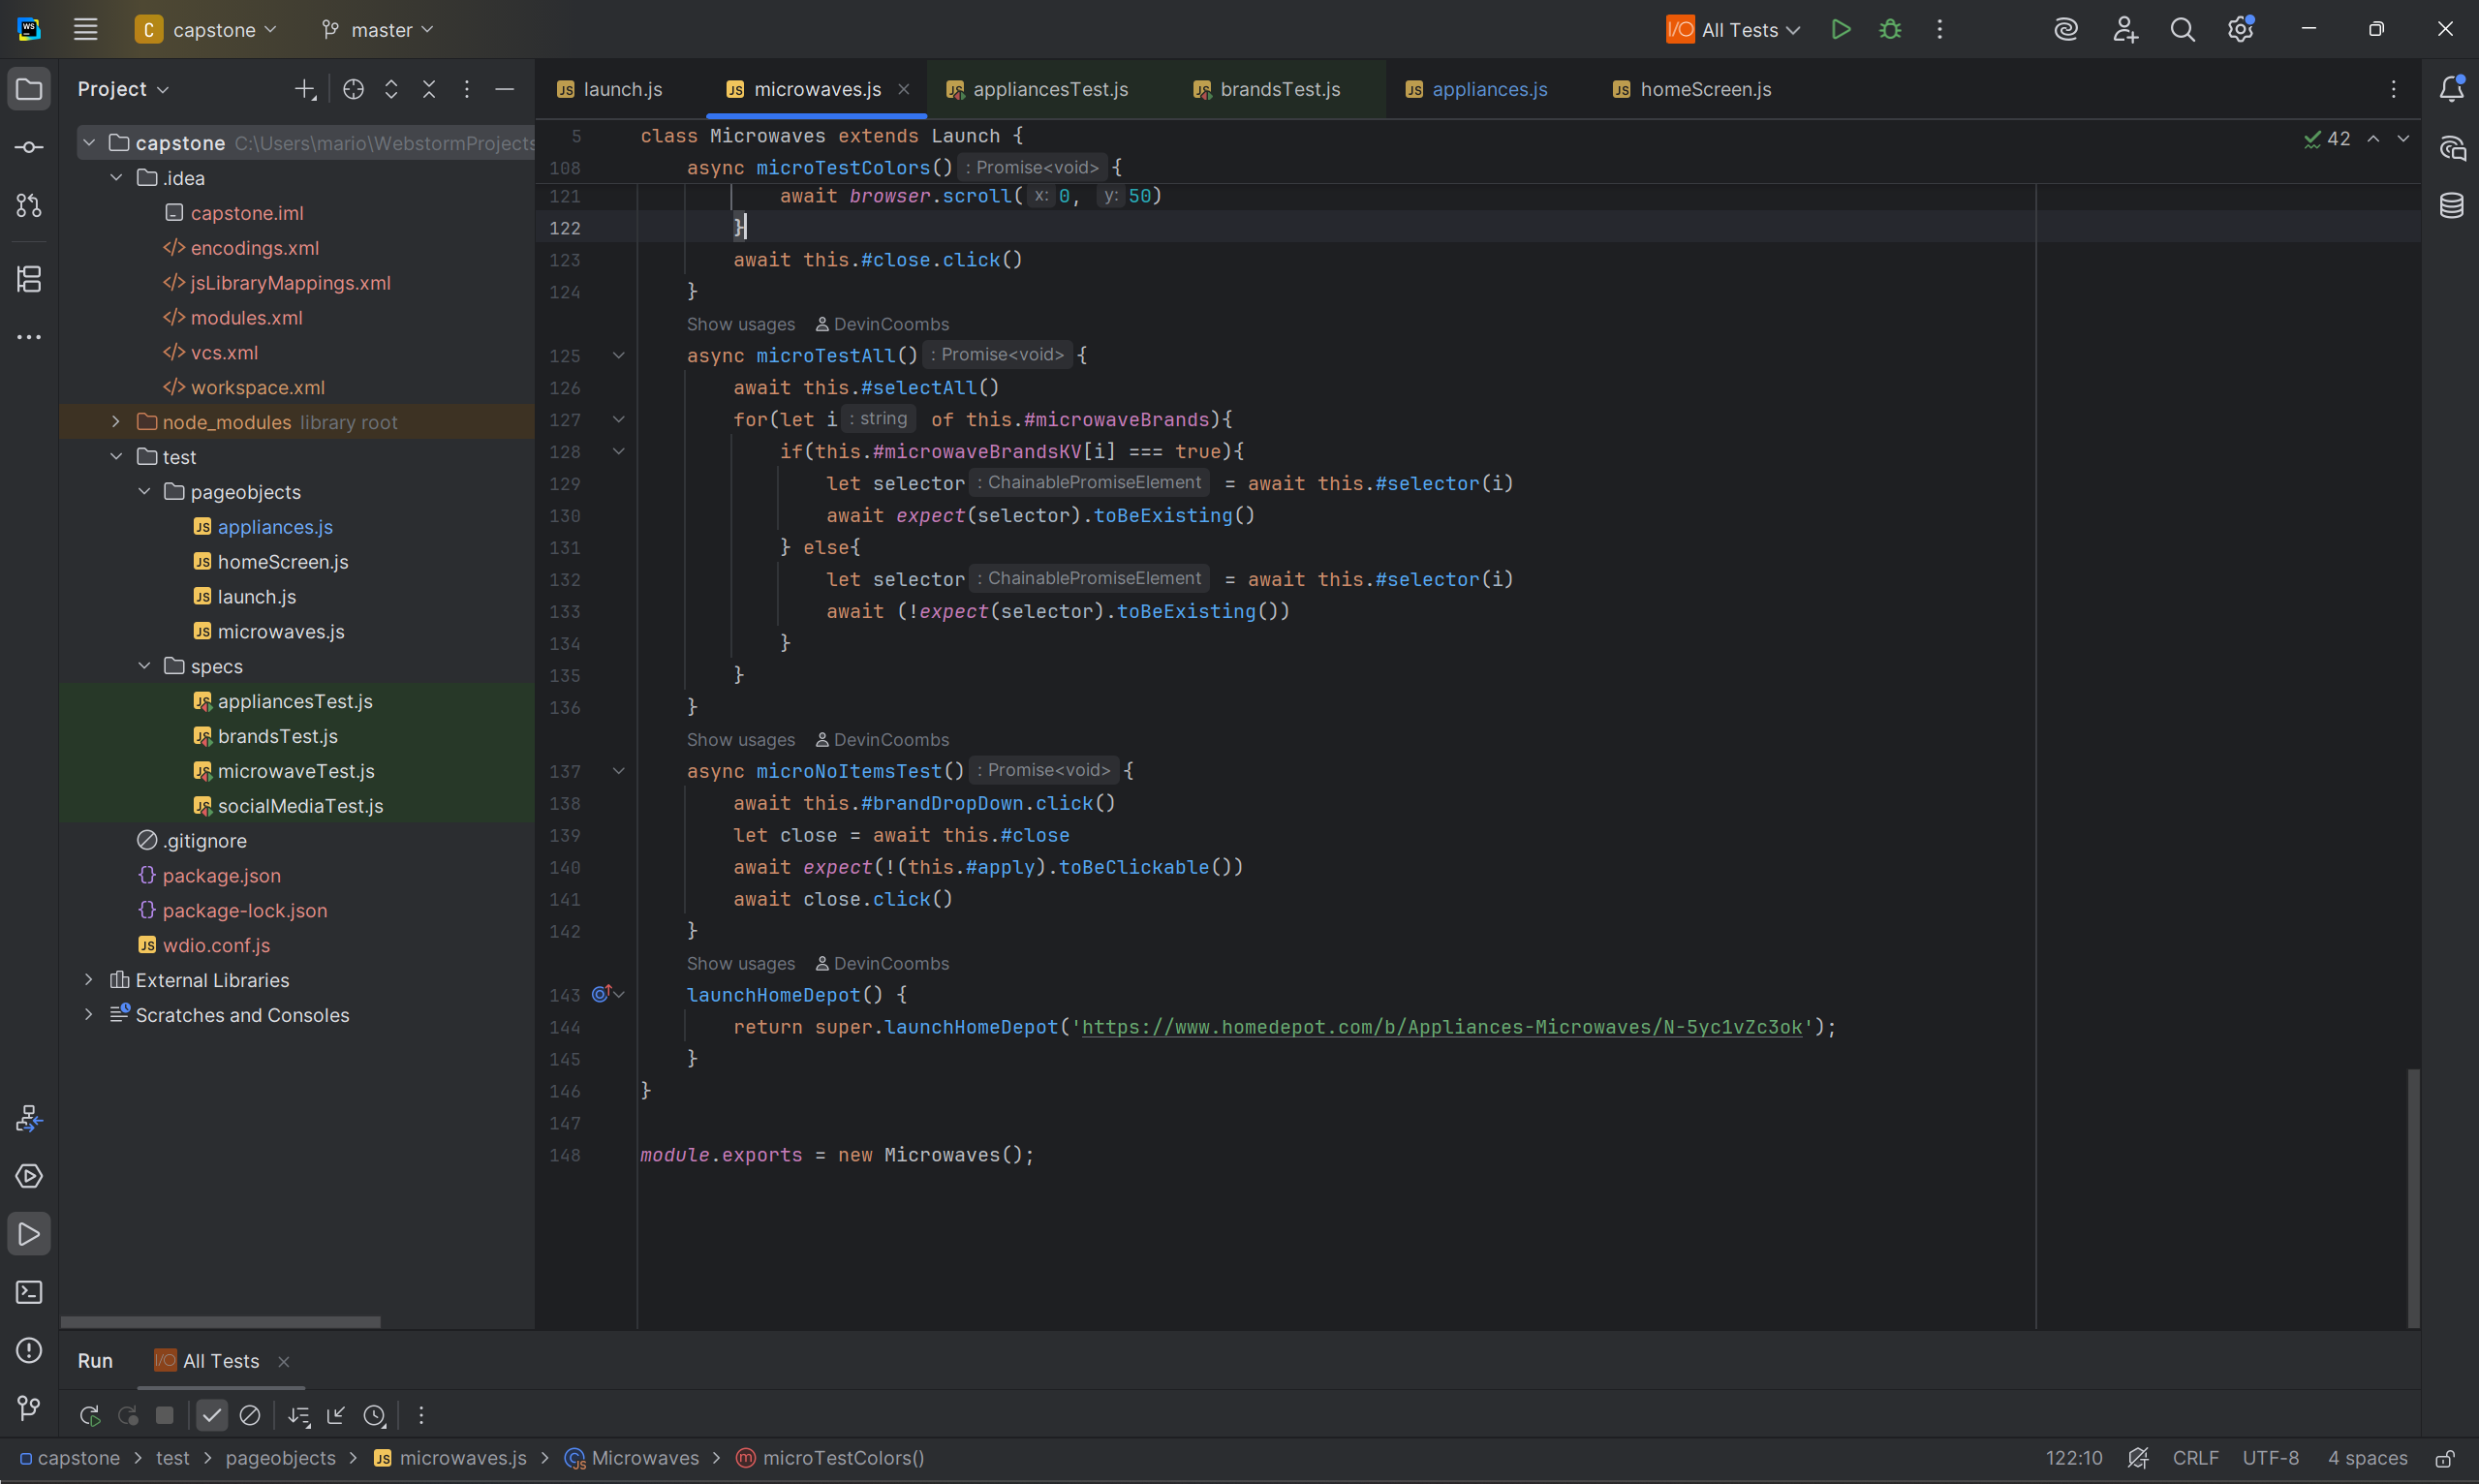 WS
C capstone
master
I/O All Tests
Project
launch.js
microwaves.js
appliancesTest.js
brandsTest.js
appliances.js
homeScreen.js
capstone C:\Users\mario\WebstormProjects
.idea
capstone.iml
encodings.xml
jsLibraryMappings.xml
modules.xml
vcs.xml
workspace.xml
node_modules library root
test
pageobjects
JS appliances.js
JS homeScreen.js
JS launch.js
JS microwaves.js
specs
appliancesTest.js
brandsTest.js
microwaveTest.js
socialMediaTest.js
.gitignore
package.json
package-lock.json
JS wdio.conf.js
External Libraries
Scratches and Consoles
42
5 class Microwaves extends Launch {
108 async microTestColors() : Promise<void> {
121 await browser.scroll( x: 0, y: 50)
122 }
123 await this.#close.click()
124 }
Show usages DevinCoombs
125 async microTestAll() : Promise<void> {
126 await this.#selectAll()
127 for(let i : string of this.#microwaveBrands){
128 if(this.#microwaveBrandsKV[i] === true){
129 let selector : ChainablePromiseElement = await this.#selector(i)
130 await expect(selector).toBeExisting()
131 } else{
132 let selector : ChainablePromiseElement = await this.#selector(i)
133 await (!expect(selector).toBeExisting())
134 }
135 }
136 }
Show usages DevinCoombs
137 async microNoItemsTest() : Promise<void> {
138 await this.#brandDropDown.click()
139 let close = await this.#close
140 await expect(!(this.#apply).toBeClickable())
141 await close.click()
142 }
Show usages DevinCoombs
143 launchHomeDepot() {
144 return super.launchHomeDepot('https://www.homedepot.com/b/Appliances-Microwaves/N-5yc1vZc3ok');
145 }
146 }
147
148 module.exports = new Microwaves();
Run
I/O All Tests
capstone > test > pageobjects > JS microwaves.js > Microwaves > m microTestColors()
122:10 CRLF UTF-8 4 spaces